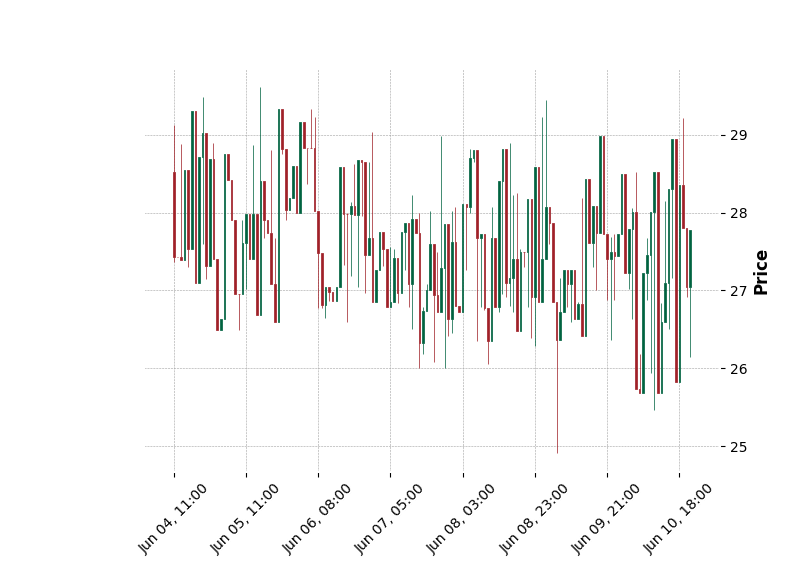 29
28
27
26
25
Price
Jun 04, 11:00
Jun 05, 11:00
Jun 06, 08:00
Jun 07, 05:00
Jun 08, 03:00
Jun 08, 23:00
Jun 09, 21:00
Jun 10, 18:00